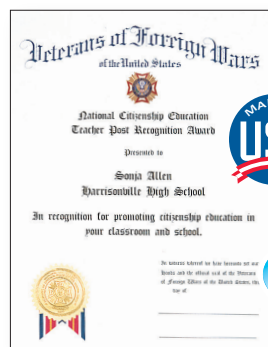 Veterans of Foreign Wars
of the United States
National Citizenship Education
Teacher Post Recognition Award
Presented to
Sonja Allen
Harrisonville High School
In recognition for promoting citizenship education in
your classroom and school.
In witness whereof we have hereunto set our
hands and the official seal of the Veterans
of Foreign Wars of the United States, this
day of
MA
US